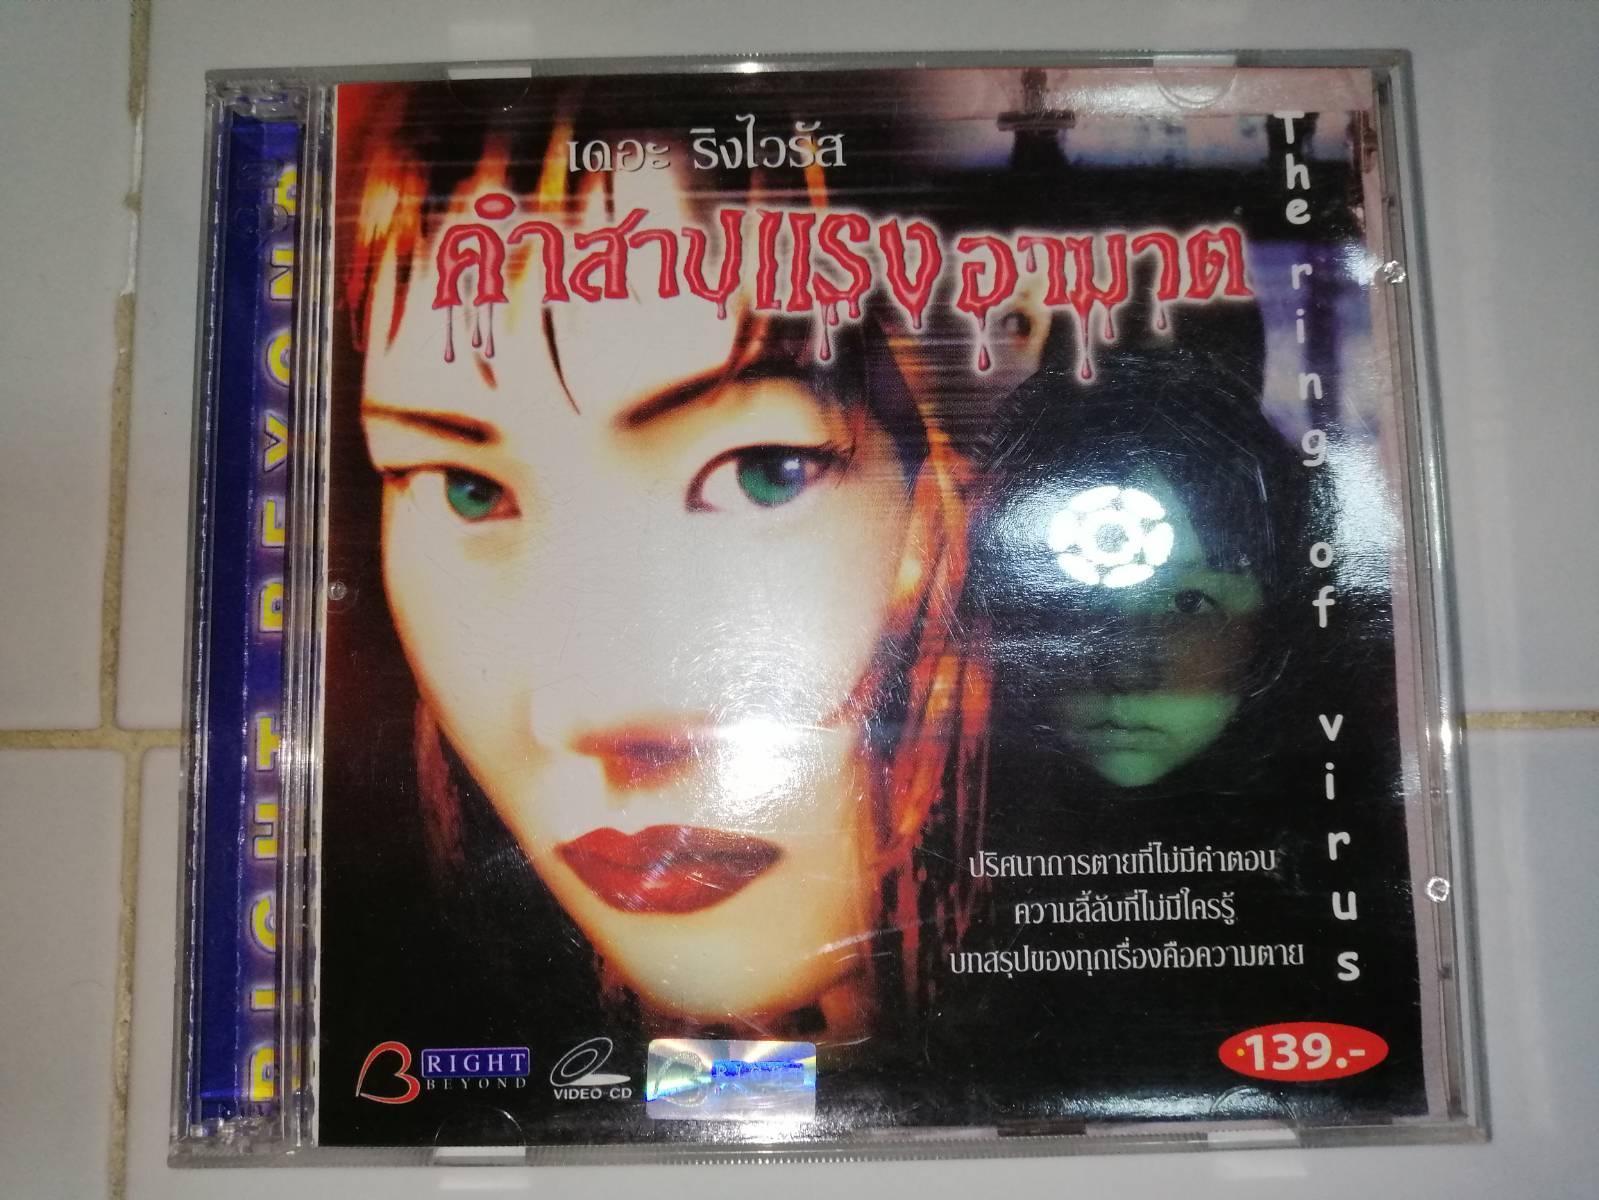 เดอะ ริงไวรัส
คำสาปแรงอาฆาต
The ring of virus
ปริศนาการตายที่ไม่มีคำตอบ
ความลี้ลับที่ไม่มีใครรู้
บทสรุปของทุกเรื่องคือความตาย
139.-
RIGHT
BEYOND
VIDEO CD
RIGHT BEYOND